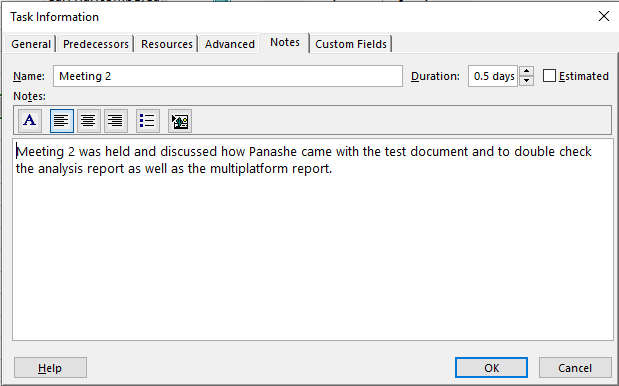 Task Information
General Predecessors Resources Advanced Notes Custom Fields
Name: Meeting 2 Duration: 0.5 days Estimated
Notes:
A
Meeting 2 was held and discussed how Panashe came with the test document and to double check
the analysis report as well as the multiplatform report.
Help OK Cancel